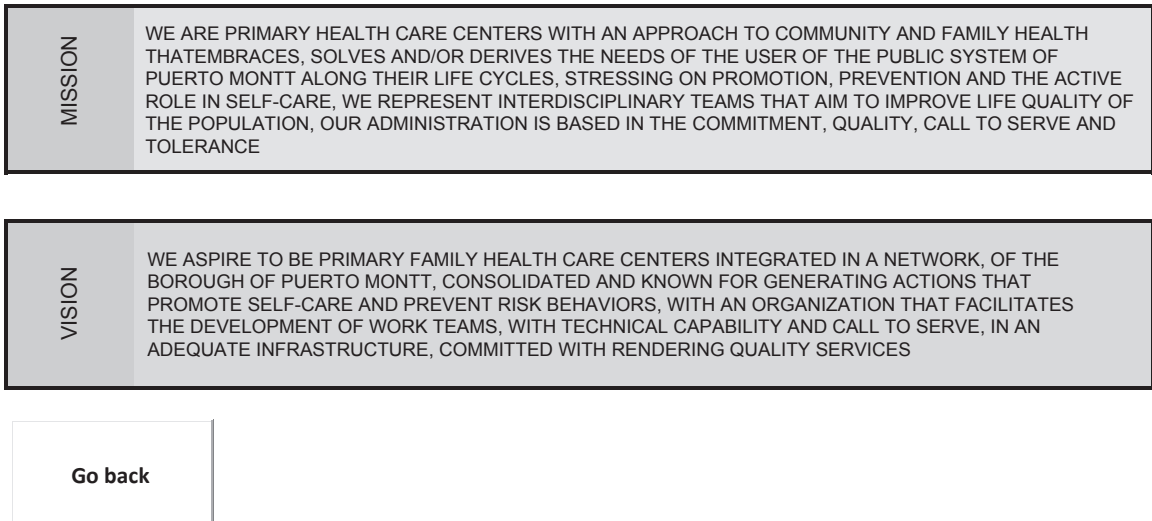 MISSION
WE ARE PRIMARY HEALTH CARE CENTERS WITH AN APPROACH TO COMMUNITY AND FAMILY HEALTH
THATEMBRACES, SOLVES AND/OR DERIVES THE NEEDS OF THE USER OF THE PUBLIC SYSTEM OF
PUERTO MONTT ALONG THEIR LIFE CYCLES, STRESSING ON PROMOTION, PREVENTION AND THE ACTIVE
ROLE IN SELF-CARE, WE REPRESENT INTERDISCIPLINARY TEAMS THAT AIM TO IMPROVE LIFE QUALITY OF
THE POPULATION, OUR ADMINISTRATION IS BASED IN THE COMMITMENT, QUALITY, CALL TO SERVE AND
TOLERANCE
VISION
WE ASPIRE TO BE PRIMARY FAMILY HEALTH CARE CENTERS INTEGRATED IN A NETWORK, OF THE
BOROUGH OF PUERTO MONTT, CONSOLIDATED AND KNOWN FOR GENERATING ACTIONS THAT
PROMOTE SELF-CARE AND PREVENT RISK BEHAVIORS, WITH AN ORGANIZATION THAT FACILITATES
THE DEVELOPMENT OF WORK TEAMS, WITH TECHNICAL CAPABILITY AND CALL TO SERVE, IN AN
ADEQUATE INFRASTRUCTURE, COMMITTED WITH RENDERING QUALITY SERVICES
Go back